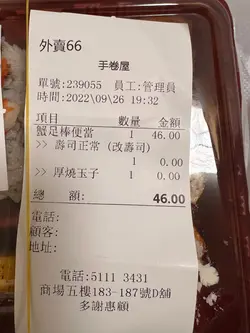 外賣66
手卷屋
單號:239055 員工:管理員
時間:2022\09\26 19:32
項目 數量 金額
蟹足棒便當 1 46.00
>> 壽司正常 (改壽司)
1 0.00
>> 厚燒玉子 1 0.00
總 額: 46.00
電話:
顧客:
地址:
電話:5111 3431
商場五樓183-187號D舖
多謝惠顧